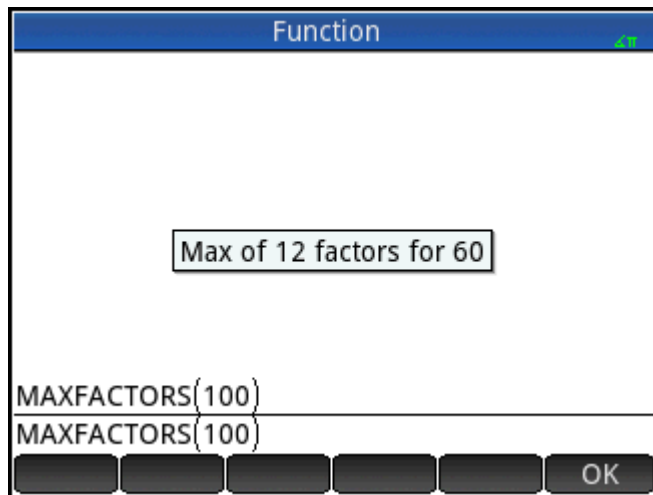 Function
∡π
Max of 12 factors for 60
MAXFACTORS(100)
MAXFACTORS(100)
OK